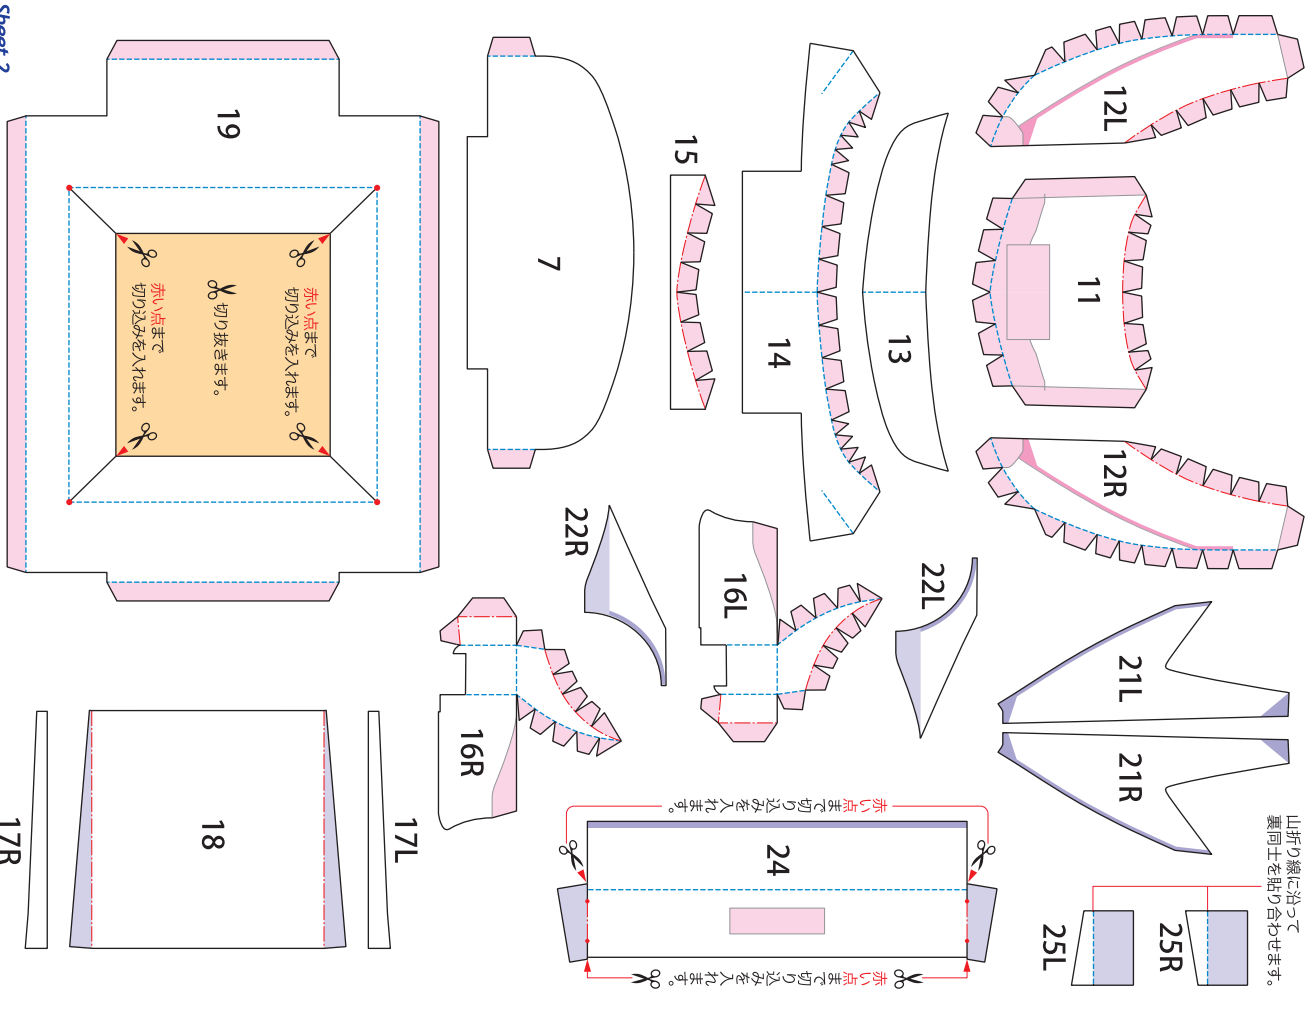 Sheet 2
12L
11
12R
21L
21R
山折り線に沿って
裏同士を貼り合わせます。
25R
25L
13
14
15
7
19
赤い点まで
切り込みを入れます。
切り抜きます。
赤い点まで
切り込みを入れます。
22L
16L
22R
16R
赤い点まで切り込みを入れます。
24
赤い点まで切り込みを入れます。
17L
18
17R